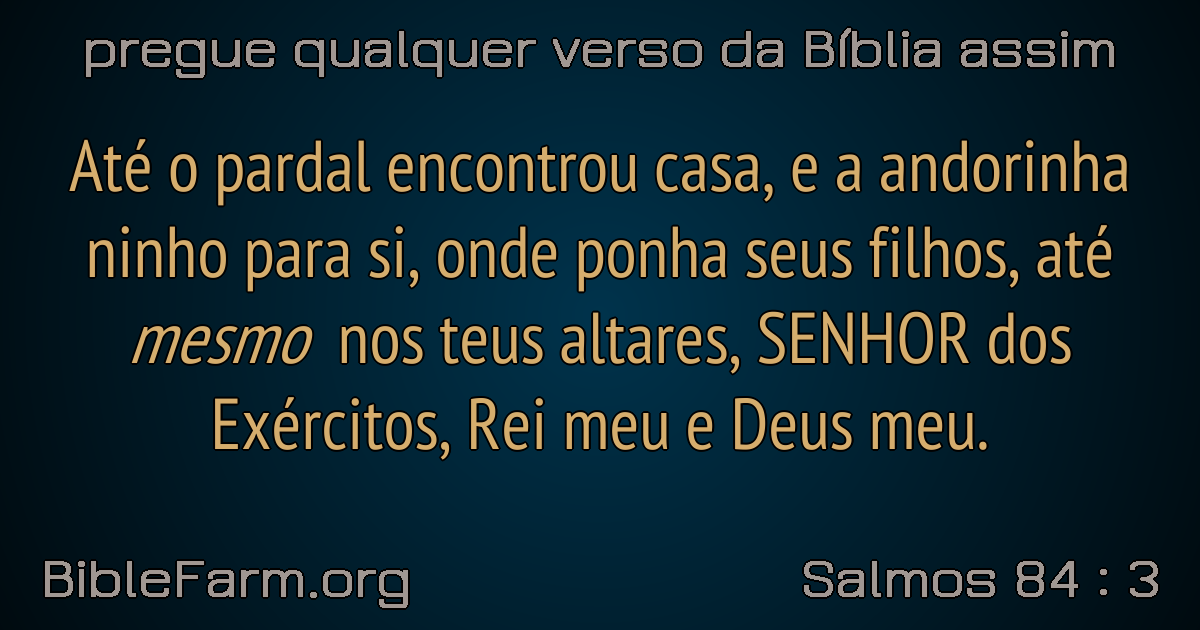 pregue qualquer verso da Bíblia assim
Até o pardal encontrou casa, e a andorinha
ninho para si, onde ponha seus filhos, até
mesmo nos teus altares, SENHOR dos
Exércitos, Rei meu e Deus meu.
BibleFarm.org
Salmos 84 : 3